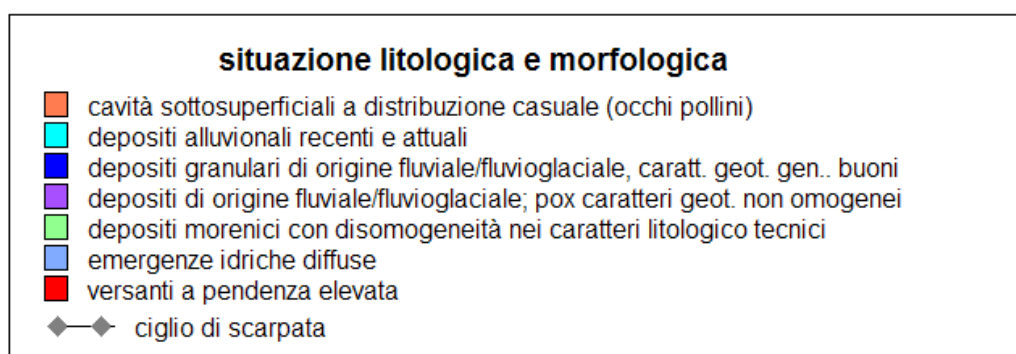 situazione litologica e morfologica
cavità sottosuperficiali a distribuzione casuale (occhi pollini)
depositi alluvionali recenti e attuali
depositi granulari di origine fluviale/fluvioglaciale, caratt. geot. gen.. buoni
depositi di origine fluviale/fluvioglaciale; pox caratteri geot. non omogenei
depositi morenici con disomogeneità nei caratteri litologico tecnici
emergenze idriche diffuse
versanti a pendenza elevata
ciglio di scarpata